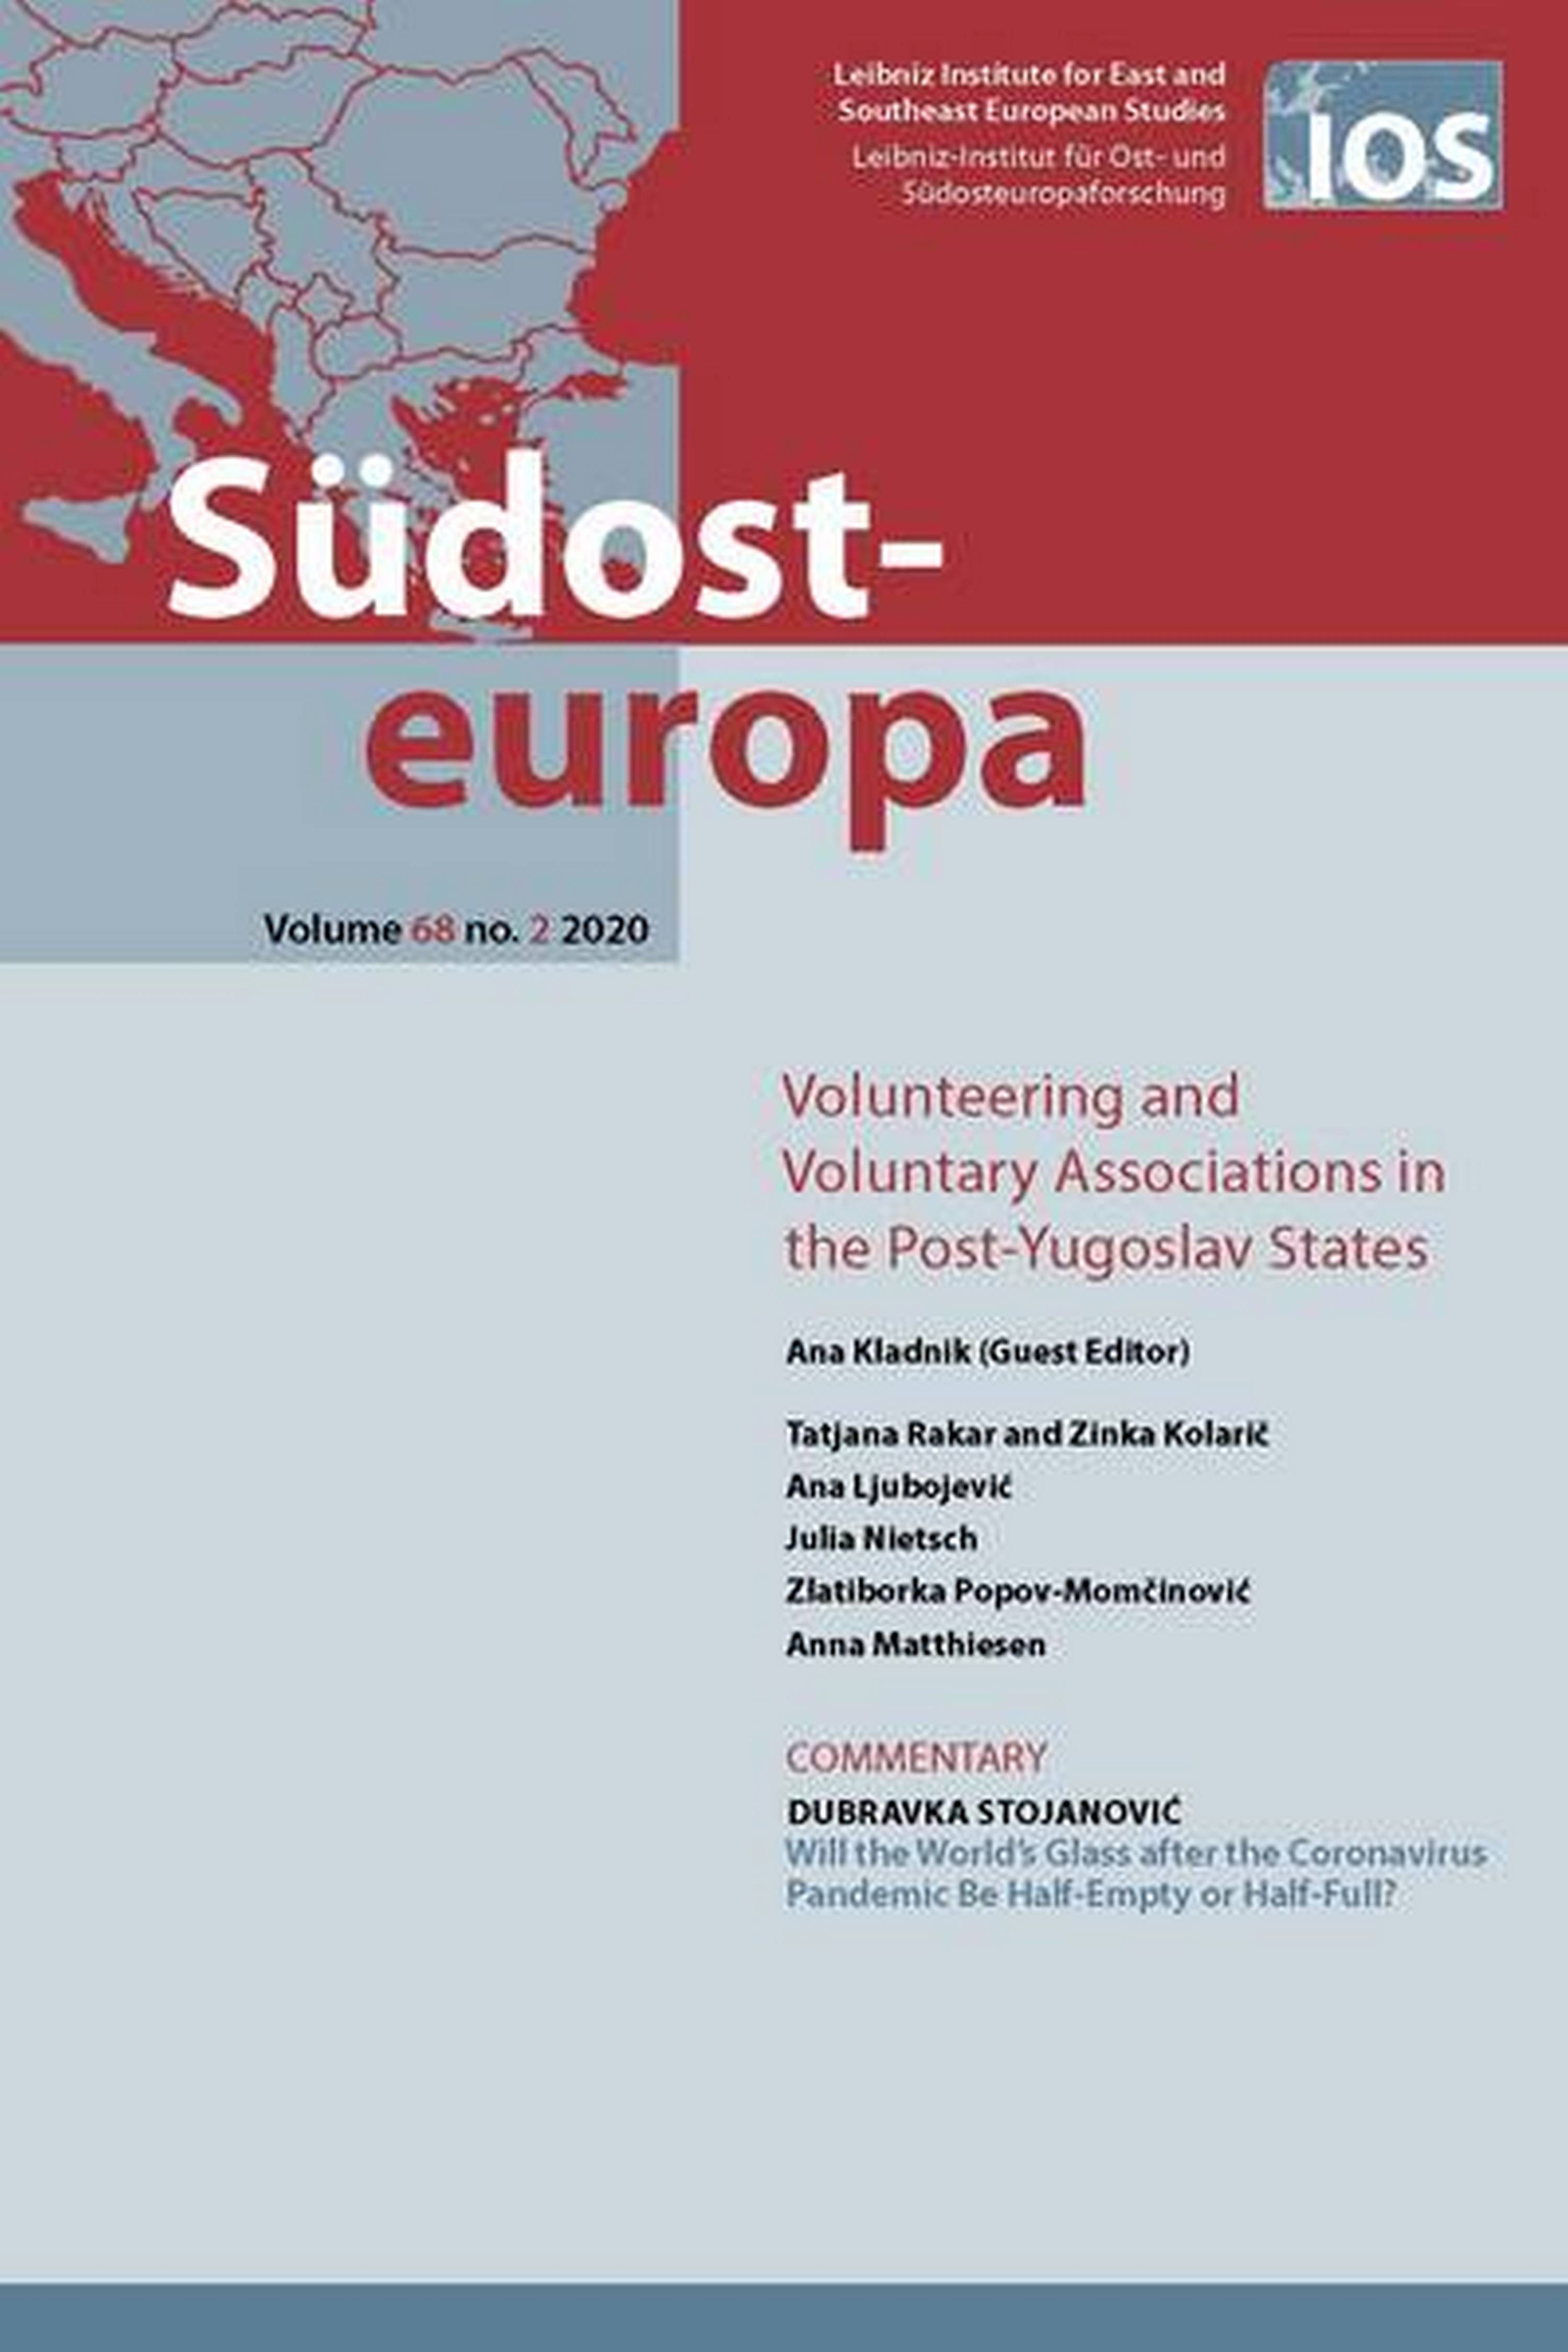 Leibniz Institute for East and
Southeast European Studies
Leibniz-Institut für Ost- und
Südosteuropaforschung
ios
Südost-
europa
Volume 68 no. 2 2020
Volunteering and
Voluntary Associations in
the Post-Yugoslav States
Ana Kladnik (Guest Editor)
Tatjana Rakar and Zinka Kolarič
Ana Ljubojević
Julia Nietsch
Zlatiborka Popov-Momčinović
Anna Matthiesen
COMMENTARY
DUBRAVKA STOJANOVIĆ
Will the World's Glass after the Coronavirus
Pandemic Be Half-Empty or Half-Full?